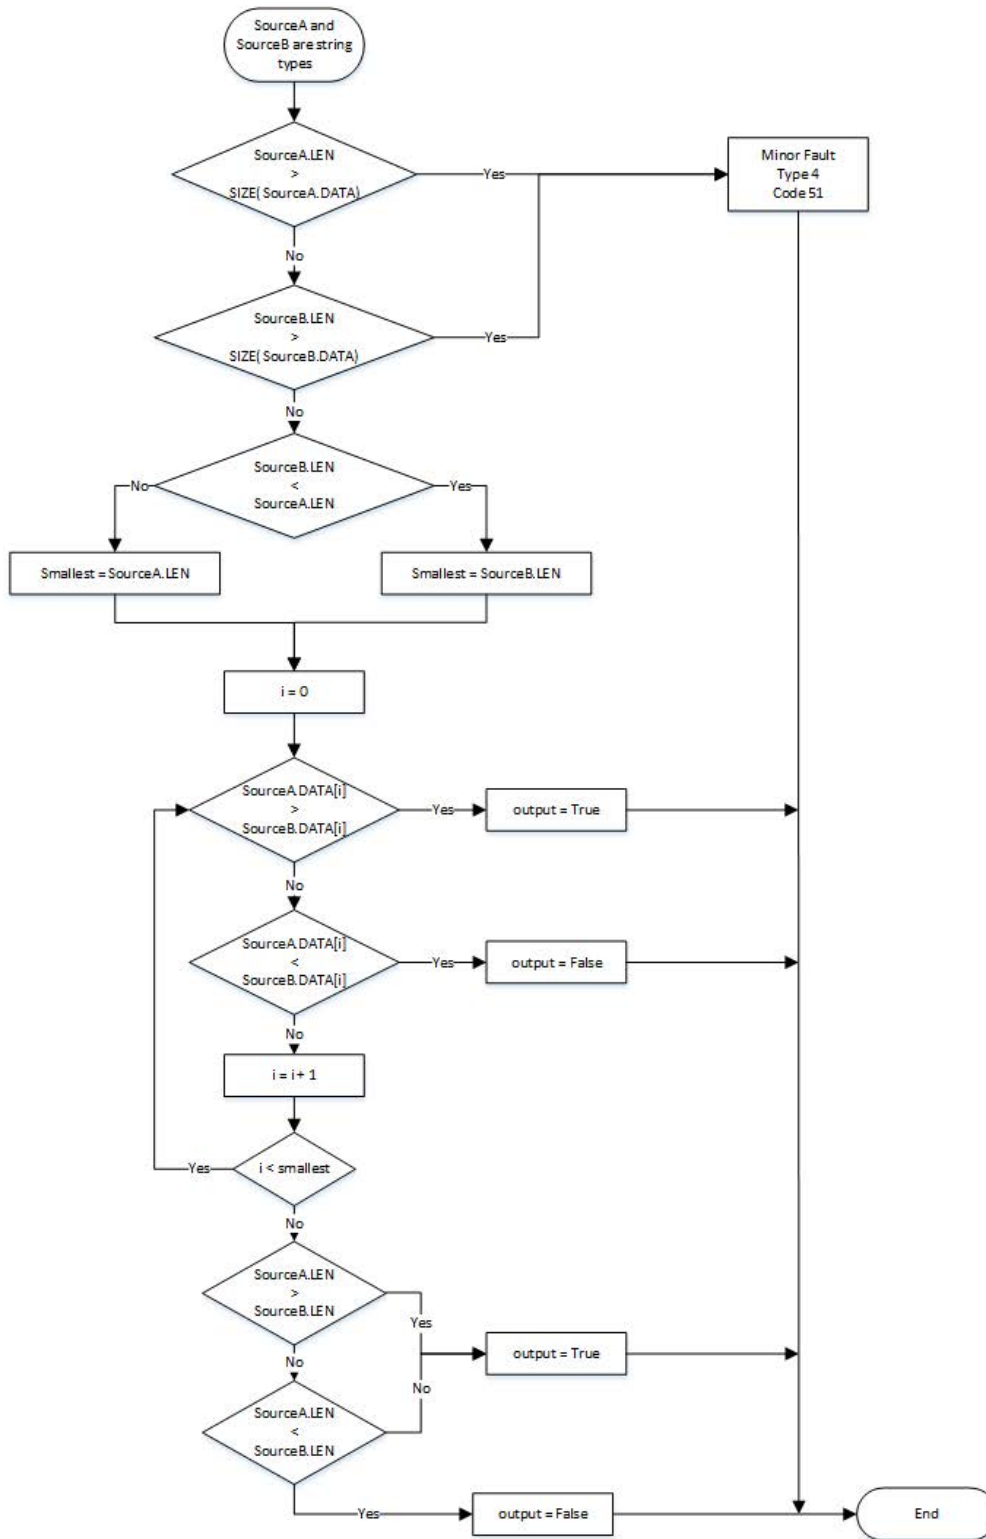 SourceA and
SourceB are string
types
SourceA.LEN
>
SIZE( SourceA.DATA)
Yes
Minor Fault
Type 4
Code 51
No
SourceB.LEN
>
SIZE( SourceB.DATA)
Yes
No
SourceB.LEN
<
SourceA.LEN
No
Yes
Smallest = SourceA.LEN
Smallest = SourceB.LEN
i = 0
SourceA.DATA[i]
>
SourceB.DATA[i]
Yes
output = True
No
SourceA.DATA[i]
<
SourceB.DATA[i]
Yes
output = False
No
i = i + 1
i < smallest
Yes
No
SourceA.LEN
>
SourceB.LEN
Yes
output = True
No
No
SourceA.LEN
<
SourceB.LEN
Yes
output = False
End